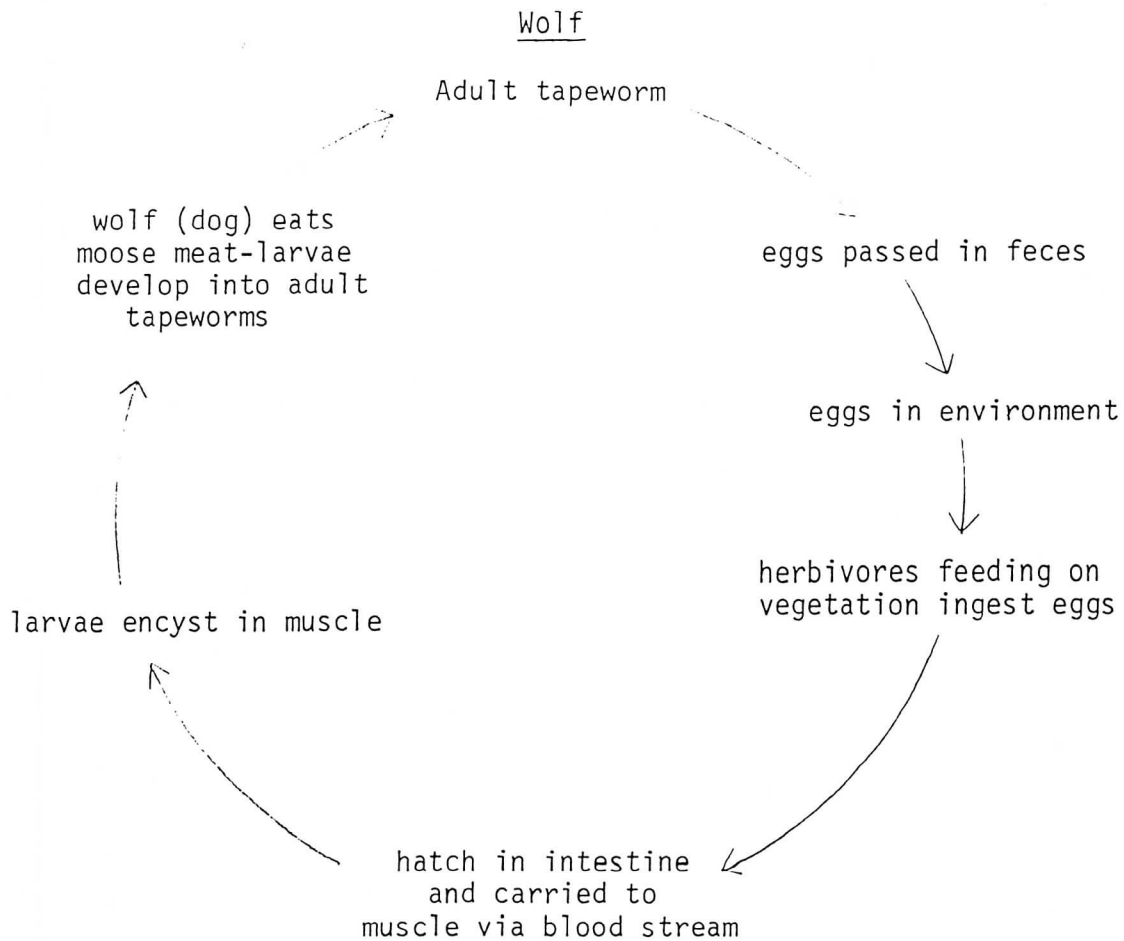 Wolf
Adult tapeworm
eggs passed in feces
eggs in environment
herbivores feeding on
vegetation ingest eggs
hatch in intestine
and carried to
muscle via blood stream
larvae encyst in muscle
wolf (dog) eats
moose meat-larvae
develop into adult
tapeworms